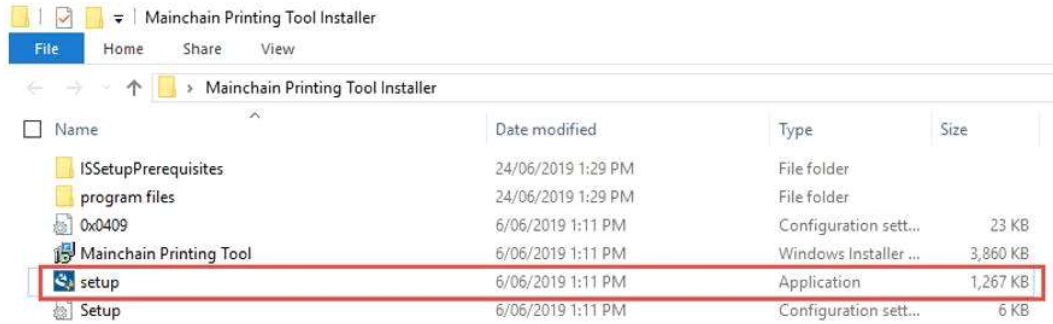 Mainchain Printing Tool Installer
File Home Share View
Mainchain Printing Tool Installer
Name Date modified Type Size
ISSetupPrerequisites 24/06/2019 1:29 PM File folder
program files 24/06/2019 1:29 PM File folder
0x0409 6/06/2019 1:11 PM Configuration sett... 23 KB
Mainchain Printing Tool 6/06/2019 1:11 PM Windows Installer ... 3,860 KB
setup 6/06/2019 1:11 PM Application 1,267 KB
Setup 6/06/2019 1:11 PM Configuration sett... 6 KB